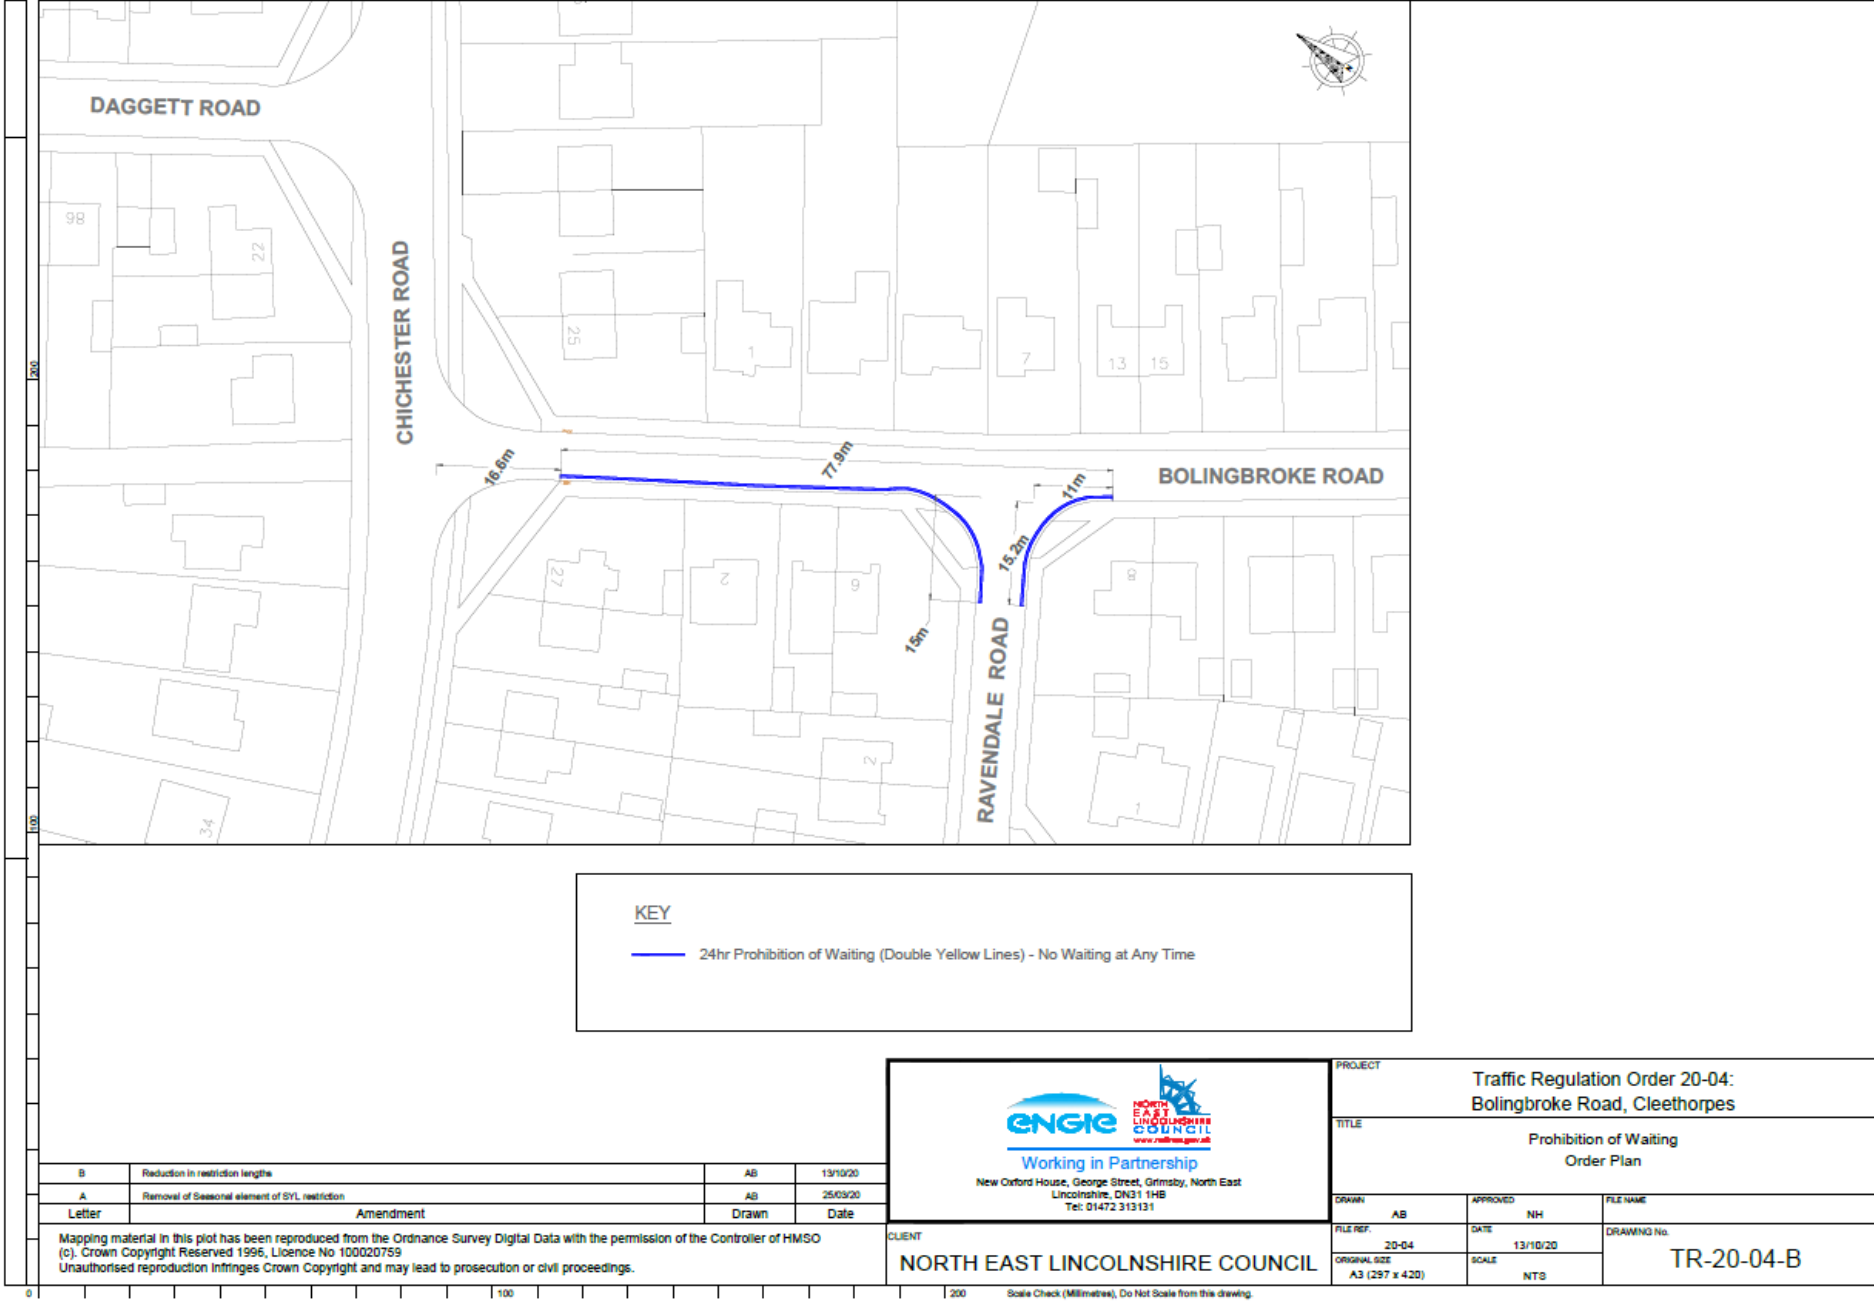 DAGGETT ROAD
98
22
CHICHESTER ROAD
25
1
7
13 15
16.6m
77.9m
11m
BOLINGBROKE ROAD
15.2m
15m
27
2
6
8
RAVENDALE ROAD
2
1
34
200
100
KEY
24hr Prohibition of Waiting (Double Yellow Lines) - No Waiting at Any Time
B Reduction in restriction lengths AB 13/10/20
A Removal of Seasonal element of SYL restriction AB 25/03/20
Letter Amendment Drawn Date
Mapping material in this plot has been reproduced from the Ordnance Survey Digital Data with the permission of the Controller of HMSO
(c). Crown Copyright Reserved 1996, Licence No 100020759
Unauthorised reproduction infringes Crown Copyright and may lead to prosecution or civil proceedings.
ENGIE
NORTH
EAST
LINCOLNSHIRE
COUNCIL
www.nelincs.gov.uk
Working in Partnership
New Oxford House, George Street, Grimsby, North East
Lincolnshire, DN31 1HB
Tel: 01472 313131
CLIENT
NORTH EAST LINCOLNSHIRE COUNCIL
PROJECT
Traffic Regulation Order 20-04:
Bolingbroke Road, Cleethorpes
TITLE
Prohibition of Waiting
Order Plan
DRAWN
AB
APPROVED
NH
FILE NAME
FILE REF.
20-04
DATE
13/10/20
DRAWING No.
TR-20-04-B
ORIGINAL SIZE
A3 (297 x 420)
SCALE
NTS
0 100 200 Scale Check (Millimetres), Do Not Scale from this drawing.